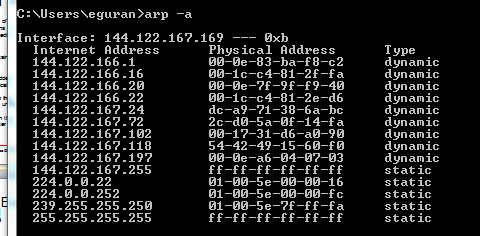 C:\Users\eguran>arp -a
Interface: 144.122.167.169 --- 0xb
Internet Address Physical Address Type
144.122.166.1 00-0e-83-ba-f8-c2 dynamic
144.122.166.16 00-1c-c4-81-2f-fa dynamic
144.122.166.20 00-0e-7f-9f-f9-40 dynamic
144.122.166.22 00-1c-c4-81-2e-d6 dynamic
144.122.167.24 dc-a9-71-38-6a-bc dynamic
144.122.167.72 2c-d0-5a-0f-14-fa dynamic
144.122.167.102 00-17-31-d6-a0-90 dynamic
144.122.167.118 54-42-49-15-60-f0 dynamic
144.122.167.197 00-0e-a6-04-07-03 dynamic
144.122.167.255 ff-ff-ff-ff-ff-ff static
224.0.0.22 01-00-5e-00-00-16 static
224.0.0.252 01-00-5e-00-00-fc static
239.255.255.250 01-00-5e-7f-ff-fa static
255.255.255.255 ff-ff-ff-ff-ff-ff static